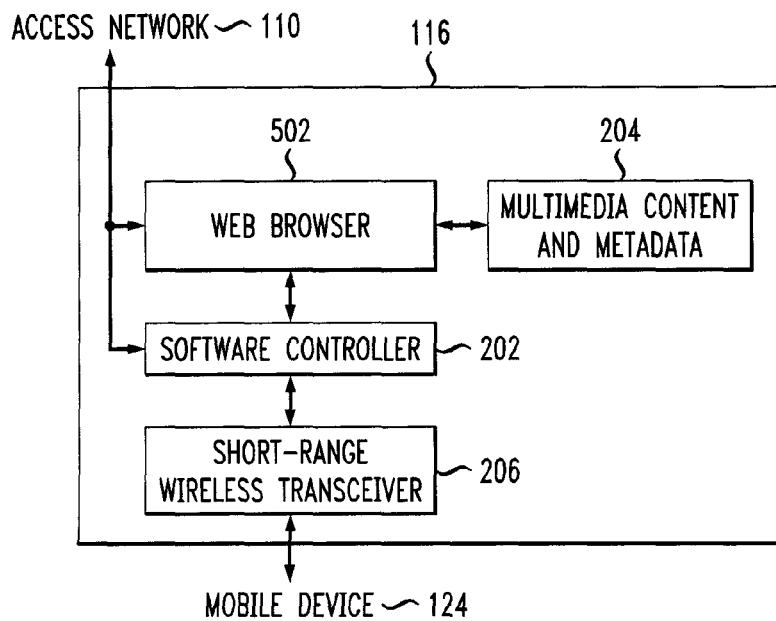 ACCESS NETWORK 110
116
502
204
WEB BROWSER
MULTIMEDIA CONTENT
AND METADATA
SOFTWARE CONTROLLER
202
SHORT-RANGE
WIRELESS TRANSCEIVER
206
MOBILE DEVICE 124